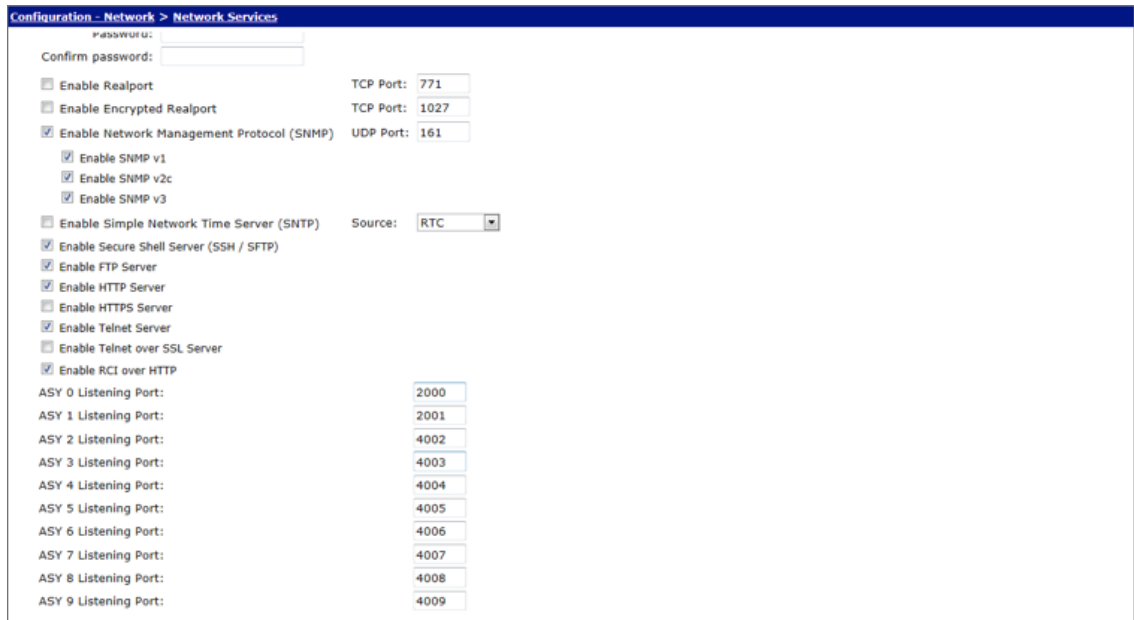 Configuration - Network > Network Services
Password:
Confirm password:
Enable Realport TCP Port: 771
Enable Encrypted Realport TCP Port: 1027
Enable Network Management Protocol (SNMP) UDP Port: 161
Enable SNMP v1
Enable SNMP v2c
Enable SNMP v3
Enable Simple Network Time Server (SNTP) Source: RTC
Enable Secure Shell Server (SSH / SFTP)
Enable FTP Server
Enable HTTP Server
Enable HTTPS Server
Enable Telnet Server
Enable Telnet over SSL Server
Enable RCI over HTTP
ASY 0 Listening Port: 2000
ASY 1 Listening Port: 2001
ASY 2 Listening Port: 4002
ASY 3 Listening Port: 4003
ASY 4 Listening Port: 4004
ASY 5 Listening Port: 4005
ASY 6 Listening Port: 4006
ASY 7 Listening Port: 4007
ASY 8 Listening Port: 4008
ASY 9 Listening Port: 4009